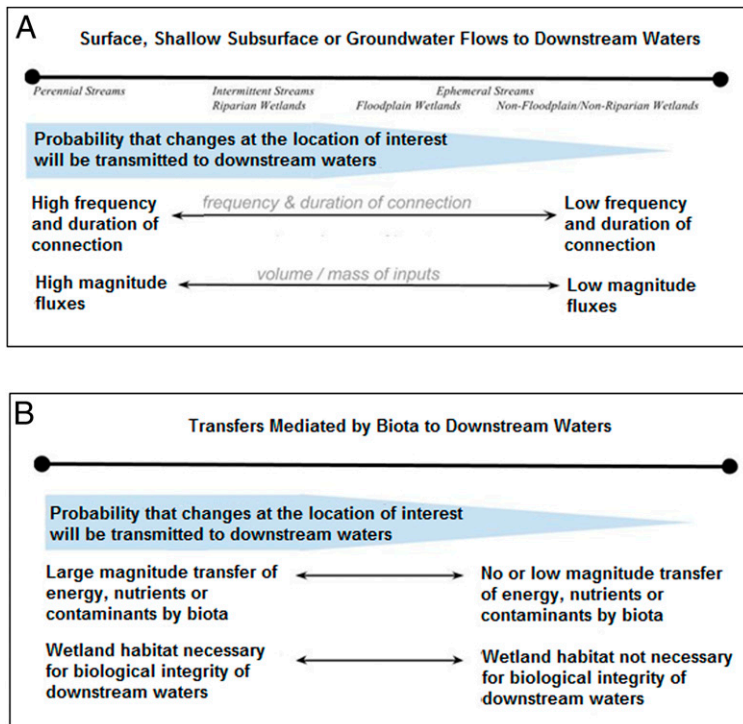 A
Surface, Shallow Subsurface or Groundwater Flows to Downstream Waters
Perennial Streams
Intermittent Streams
Ephemeral Streams
Riparian Wetlands
Floodplain Wetlands
Non-Floodplain/Non-Riparian Wetlands
Probability that changes at the location of interest
will be transmitted to downstream waters
High frequency
and duration of
connection
frequency & duration of connection
Low frequency
and duration of
connection
High magnitude
fluxes
volume / mass of inputs
Low magnitude
fluxes
B
Transfers Mediated by Biota to Downstream Waters
Probability that changes at the location of interest
will be transmitted to downstream waters
Large magnitude transfer of
energy, nutrients or
contaminants by biota
No or low magnitude transfer
of energy, nutrients or
contaminants by biota
Wetland habitat necessary
for biological integrity of
downstream waters
Wetland habitat not necessary
for biological integrity of
downstream waters